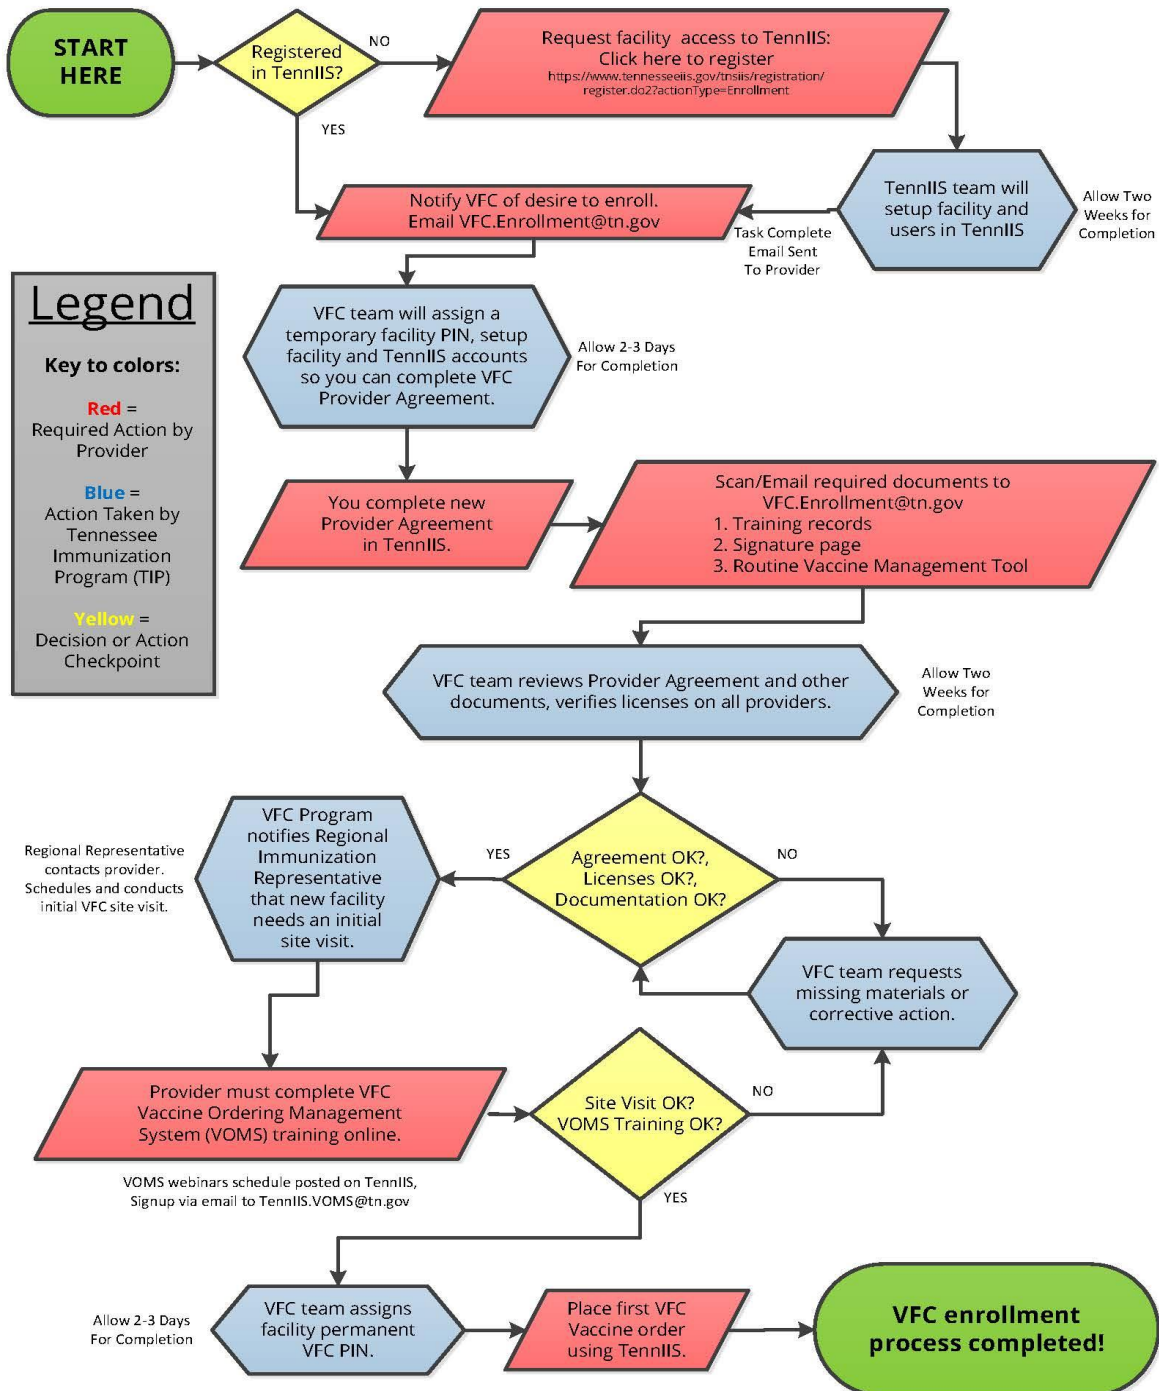 START
HERE
Registered
in TennIIS?
NO
YES
Request facility access to TennIIS:
Click here to register
https://www.tennesseeiis.gov/tnsiis/registration/
register.do2?actionType=Enrollment
TennIIS team will
setup facility and
users in TennIIS
Allow Two
Weeks for
Completion
Task Complete
Email Sent
To Provider
Notify VFC of desire to enroll.
Email VFC.Enrollment@tn.gov
Legend
Key to colors:
Red =
Required Action by
Provider
Blue =
Action Taken by
Tennessee
Immunization
Program (TIP)
Yellow =
Decision or Action
Checkpoint
VFC team will assign a
temporary facility PIN, setup
facility and TennIIS accounts
so you can complete VFC
Provider Agreement.
Allow 2-3 Days
For Completion
You complete new
Provider Agreement
in TennIIS.
Scan/Email required documents to
VFC.Enrollment@tn.gov
1. Training records
2. Signature page
3. Routine Vaccine Management Tool
VFC team reviews Provider Agreement and other
documents, verifies licenses on all providers.
Allow Two
Weeks for
Completion
Agreement OK?,
Licenses OK?,
Documentation OK?
YES
NO
VFC Program
notifies Regional
Immunization
Representative
that new facility
needs an initial
site visit.
Regional Representative
contacts provider.
Schedules and conducts
initial VFC site visit.
VFC team requests
missing materials or
corrective action.
Provider must complete VFC
Vaccine Ordering Management
System (VOMS) training online.
VOMS webinars schedule posted on TennIIS,
Signup via email to TennIIS.VOMS@tn.gov
Site Visit OK?
VOMS Training OK?
NO
YES
Allow 2-3 Days
For Completion
VFC team assigns
facility permanent
VFC PIN.
Place first VFC
Vaccine order
using TennIIS.
VFC enrollment
process completed!